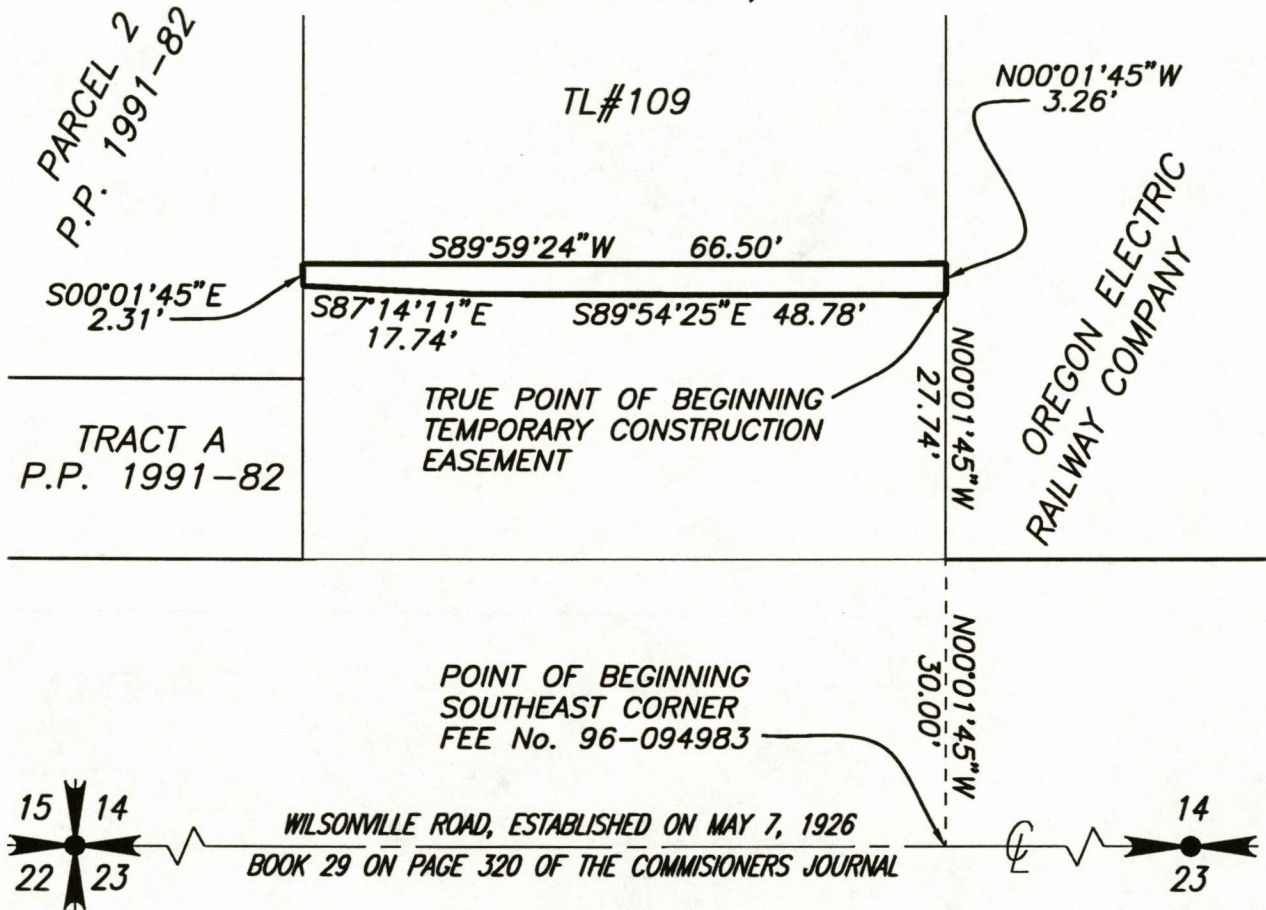 PARCEL 2
P.P. 1991-82
TL#109
N00°01'45"W
3.26'
S89°59'24"W 66.50'
S00°01'45"E
2.31'
S87°14'11"E
17.74'
S89°54'25"E 48.78'
OREGON ELECTRIC
RAILWAY COMPANY
N00°01'45"W
27.74'
TRUE POINT OF BEGINNING
TEMPORARY CONSTRUCTION
EASEMENT
TRACT A
P.P. 1991-82
POINT OF BEGINNING
SOUTHEAST CORNER
FEE No. 96-094983
N00°01'45"W
30.00'
15 14
22 23
WILSONVILLE ROAD, ESTABLISHED ON MAY 7, 1926
BOOK 29 ON PAGE 320 OF THE COMMISIONERS JOURNAL
CL
14
23